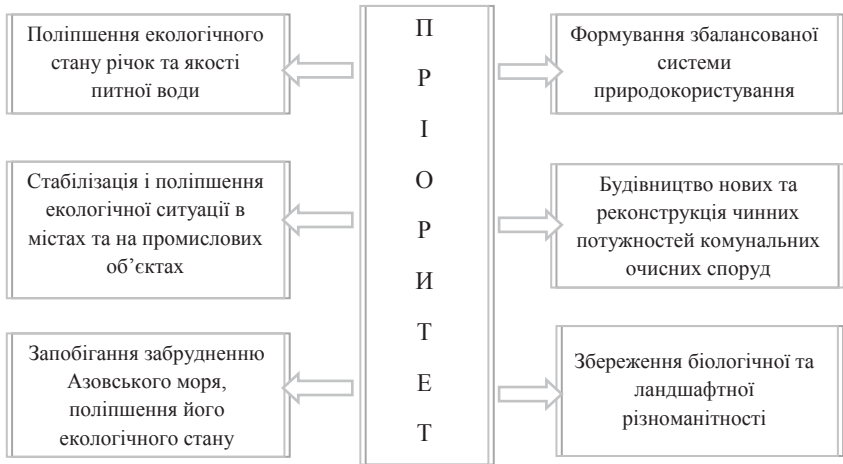 Поліпшення екологічного
стану річок та якості
питної води
Стабілізація і поліпшення
екологічної ситуації в
містах та на промислових
об’єктах
Запобігання забрудненню
Азовського моря,
поліпшення його
екологічного стану
П
Р
І
О
Р
И
Т
Е
Т
Формування збалансованої
системи
природокористування
Будівництво нових та
реконструкція чинних
потужностей комунальних
очисних споруд
Збереження біологічної та
ландшафтної
різноманітності